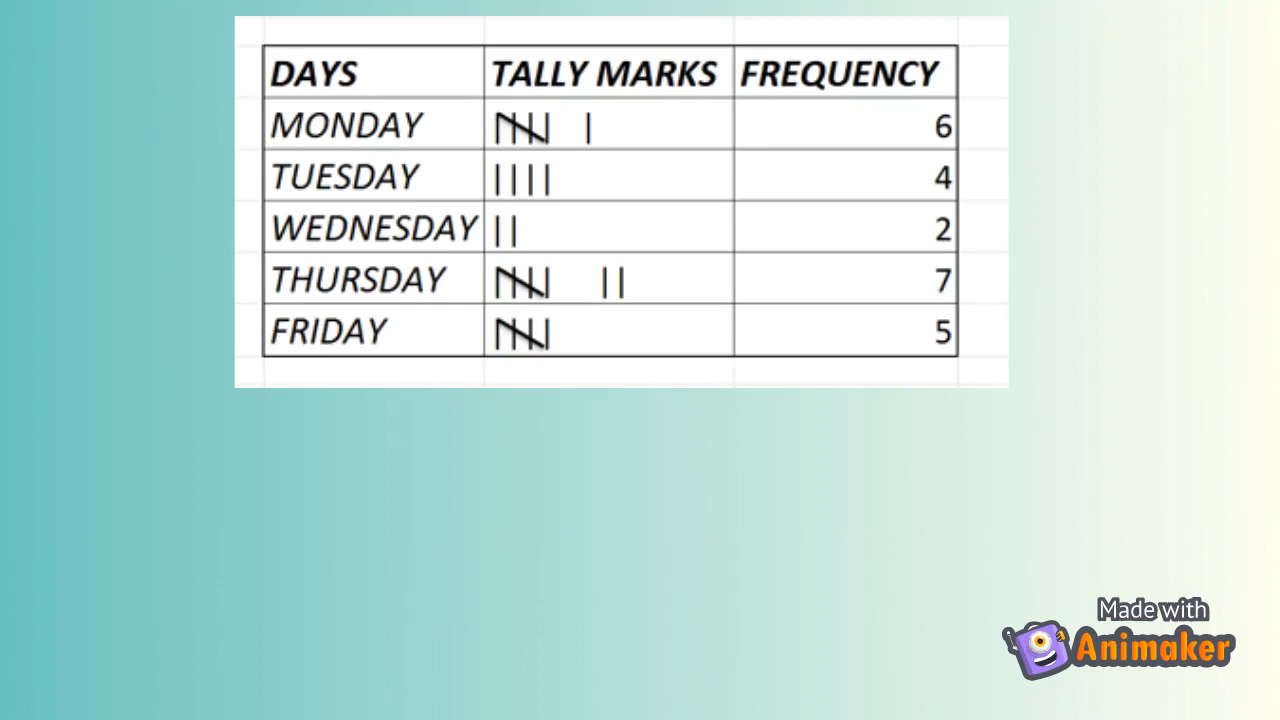 DAYS TALLY MARKS FREQUENCY
MONDAY 6
TUESDAY |||| 4
WEDNESDAY || 2
THURSDAY 7
FRIDAY 5
Made with
Animaker